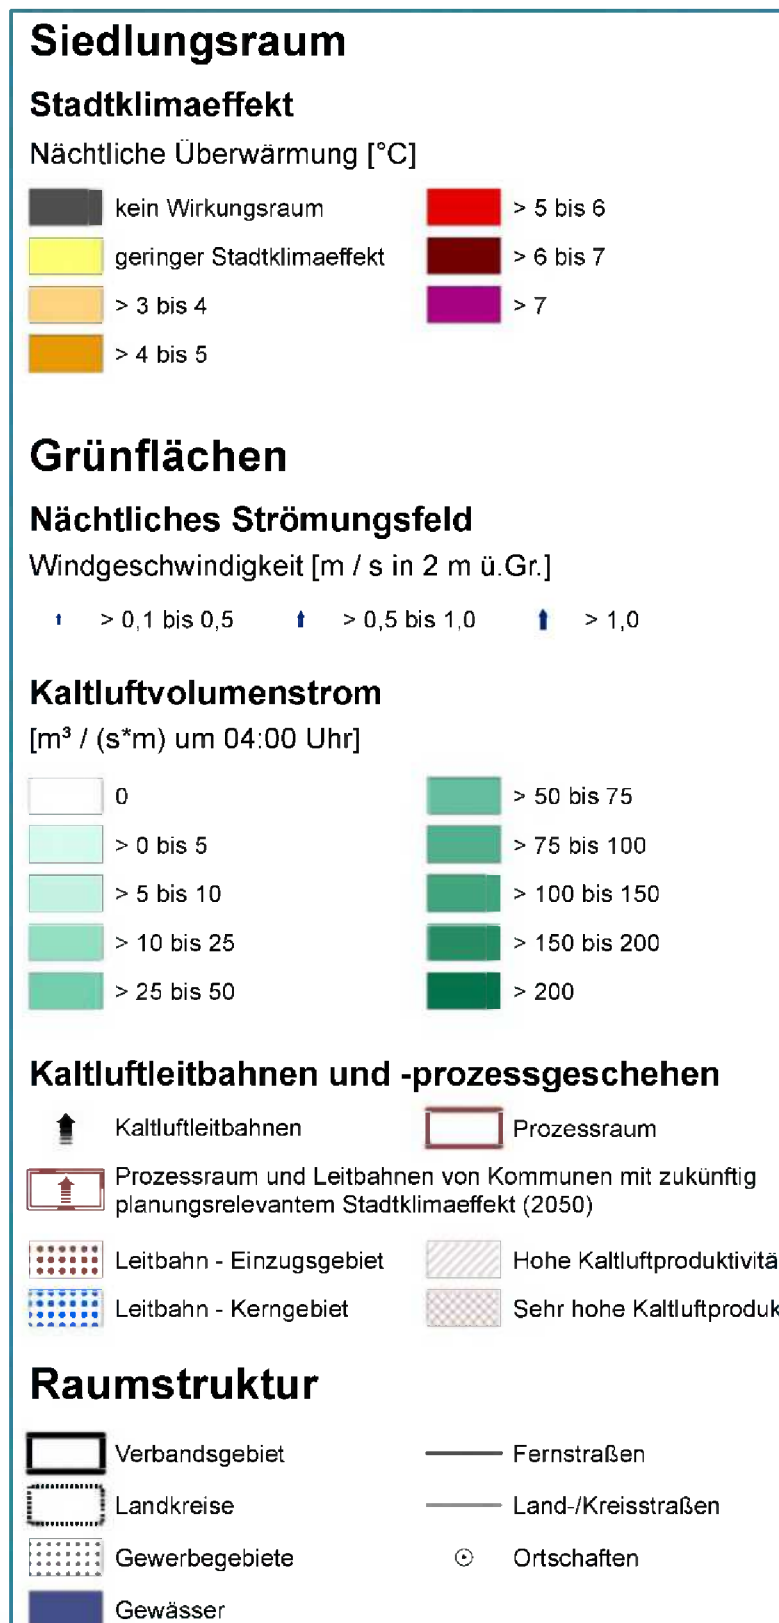 Siedlungsraum
Stadtklimaeffekt
Nächtliche Überwärmung [°C]
kein Wirkungsraum
geringer Stadtklimaeffekt
> 3 bis 4
> 4 bis 5
> 5 bis 6
> 6 bis 7
> 7
Grünflächen
Nächtliches Strömungsfeld
Windgeschwindigkeit [m / s in 2 m ü.Gr.]
> 0,1 bis 0,5 > 0,5 bis 1,0 > 1,0
Kaltluftvolumenstrom
[m³ / (s*m) um 04:00 Uhr]
0
> 0 bis 5
> 5 bis 10
> 10 bis 25
> 25 bis 50
> 50 bis 75
> 75 bis 100
> 100 bis 150
> 150 bis 200
> 200
Kaltluftleitbahnen und -prozessgeschehen
Kaltluftleitbahnen
Prozessraum
Prozessraum und Leitbahnen von Kommunen mit zukünftig
planungsrelevantem Stadtklimaeffekt (2050)
Leitbahn - Einzugsgebiet
Leitbahn - Kerngebiet
Hohe Kaltluftproduktivitä
Sehr hohe Kaltluftproduk
Raumstruktur
Verbandsgebiet
Landkreise
Gewerbegebiete
Gewässer
Fernstraßen
Land-/Kreisstraßen
Ortschaften